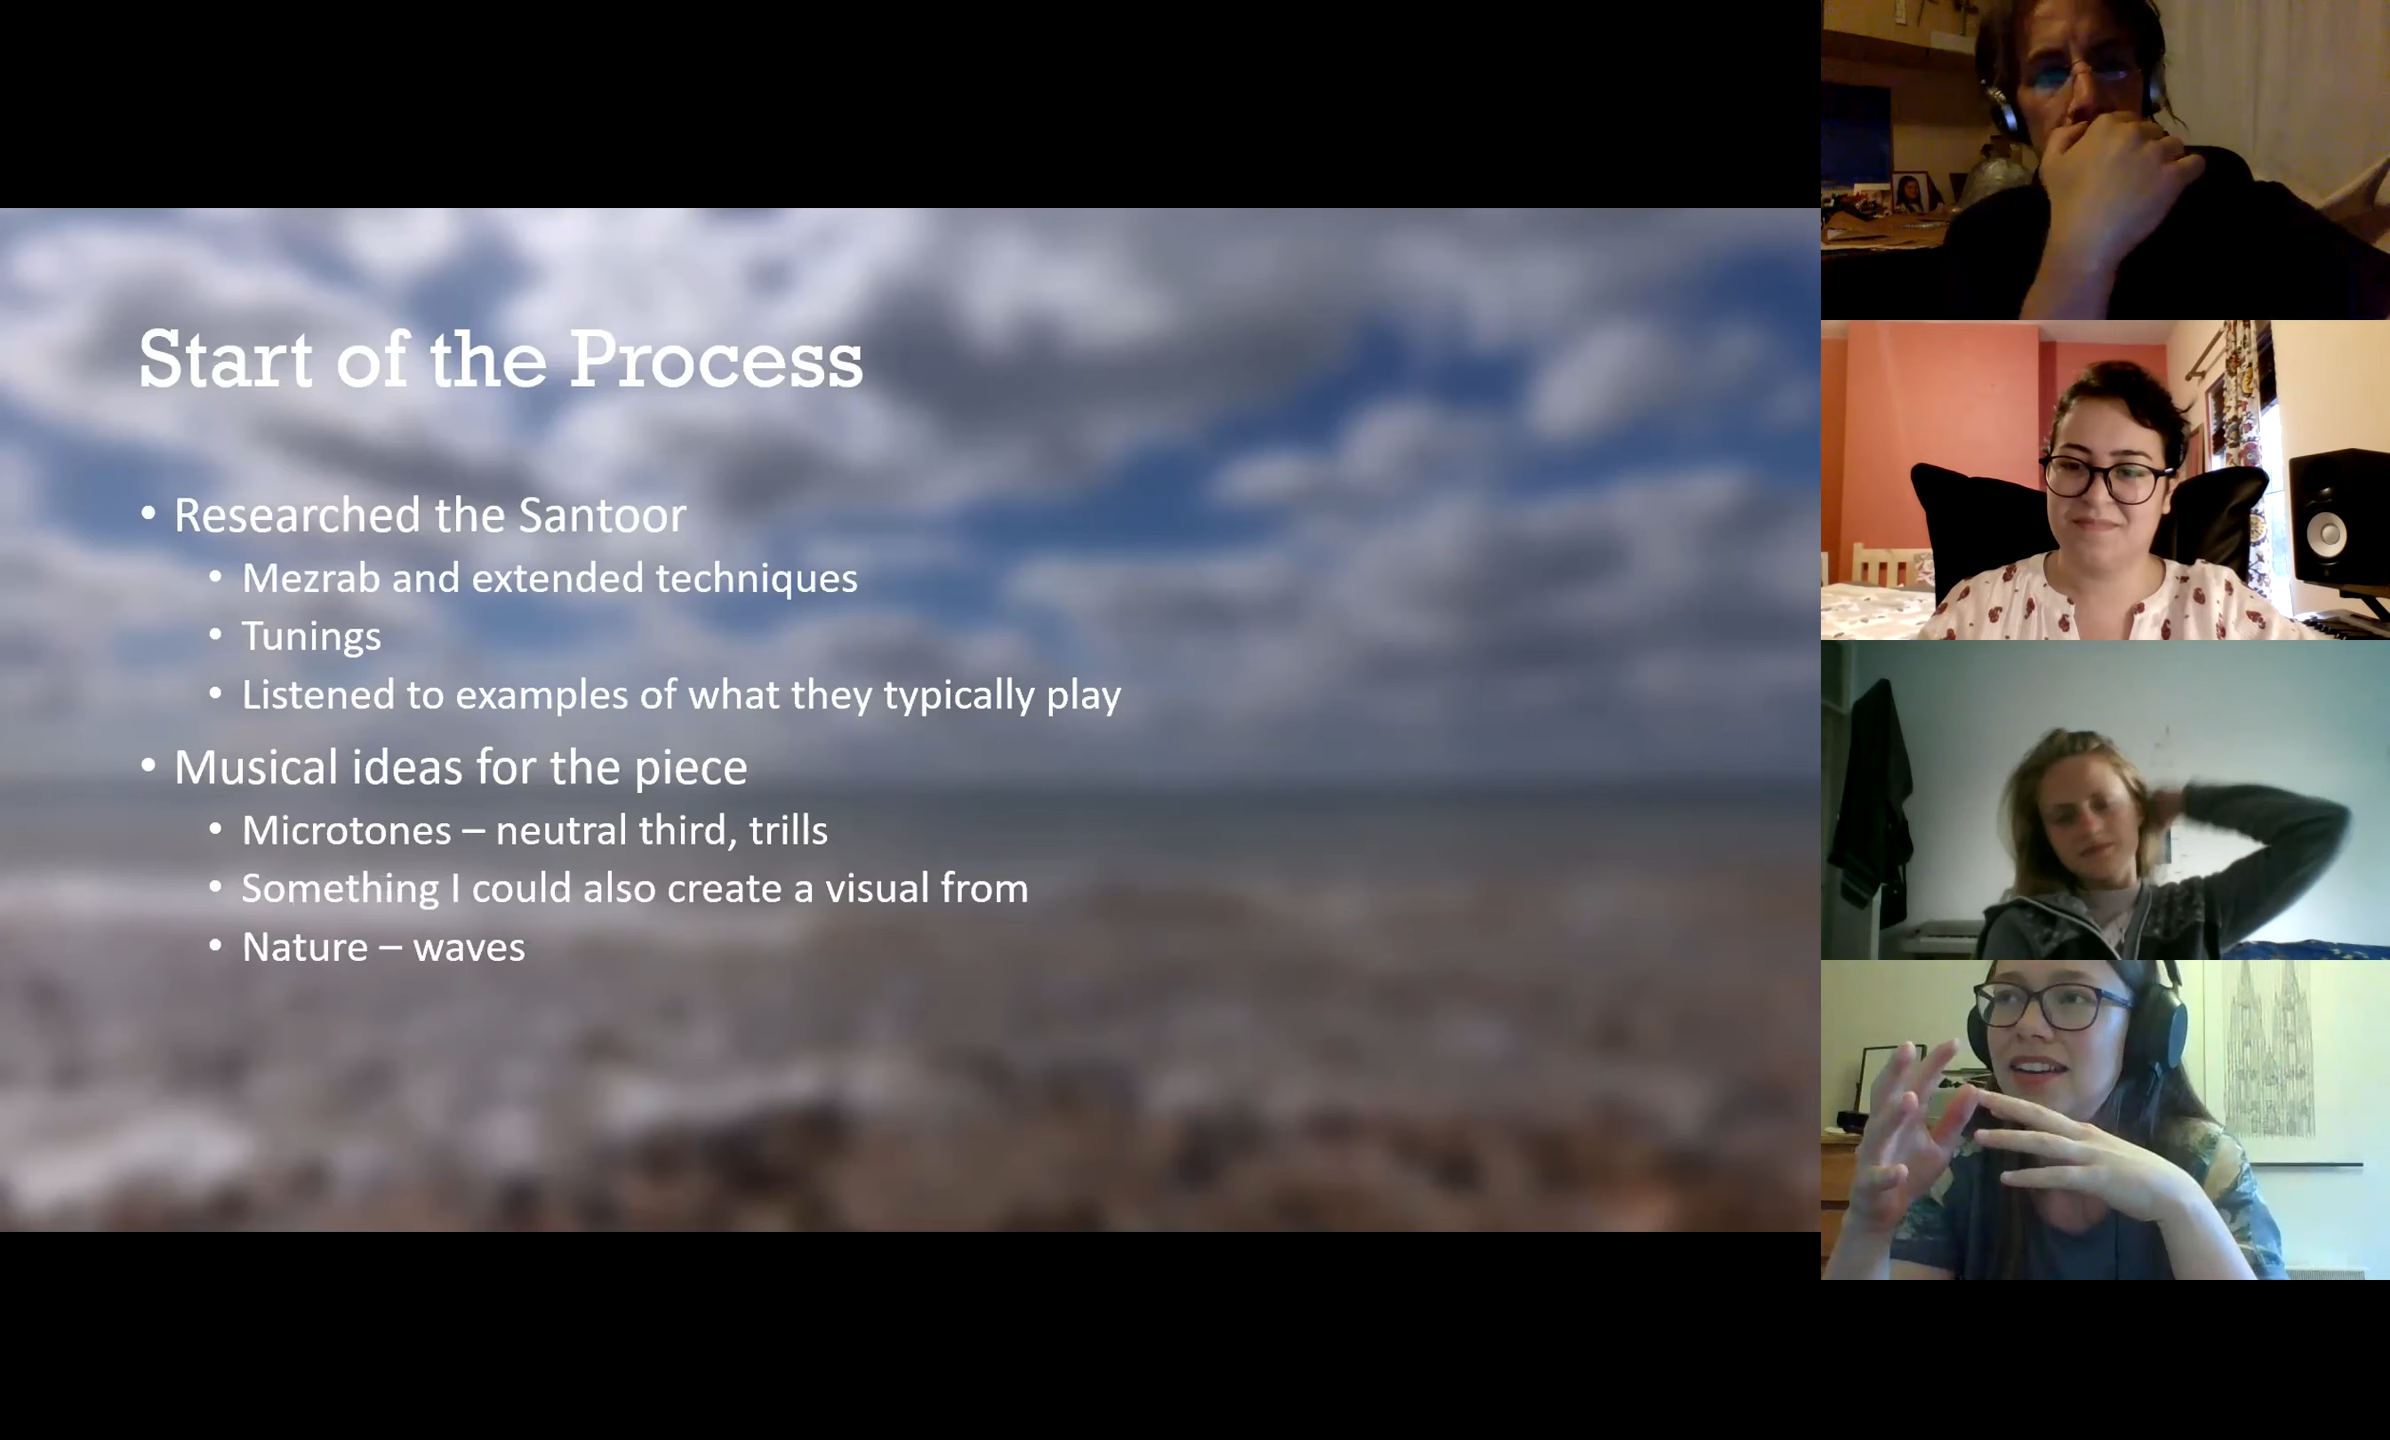 Start of the Process
• Researched the Santoor
• Mezrab and extended techniques
• Tunings
• Listened to examples of what they typically play
• Musical ideas for the piece
• Microtones – neutral third, trills
• Something I could also create a visual from
• Nature – waves